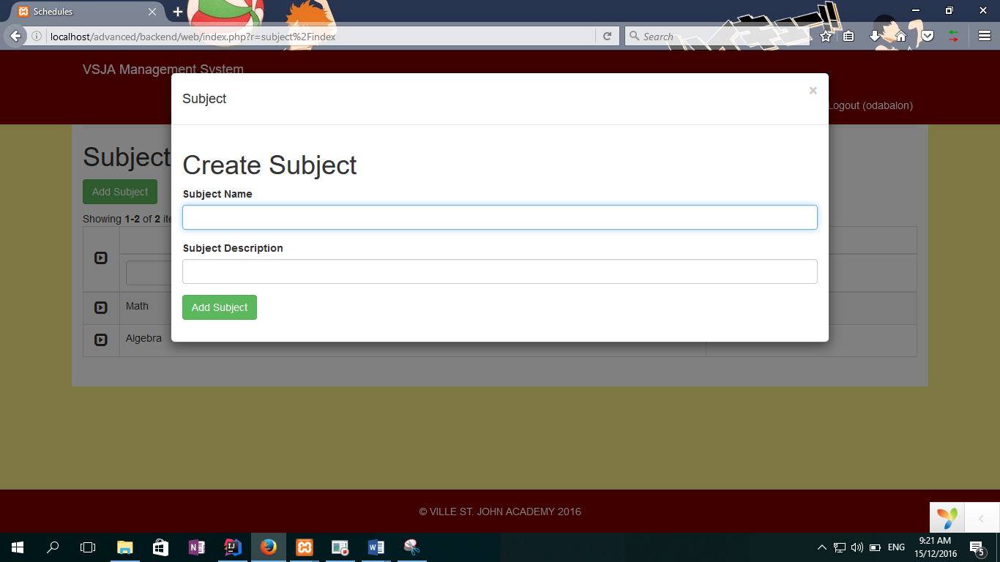 Schedules
localhost/advanced/backend/web/index.php?r=subject%2Findex
Search
VSJA Management System
Logout (odabalon)
Subject
×
Create Subject
Subject Name
Subject Description
Add Subject
Subject
Add Subject
Showing 1-2 of 2 ite
Math
Algebra
© VILLE ST. JOHN ACADEMY 2016
ENG
9:21 AM
15/12/2016
5